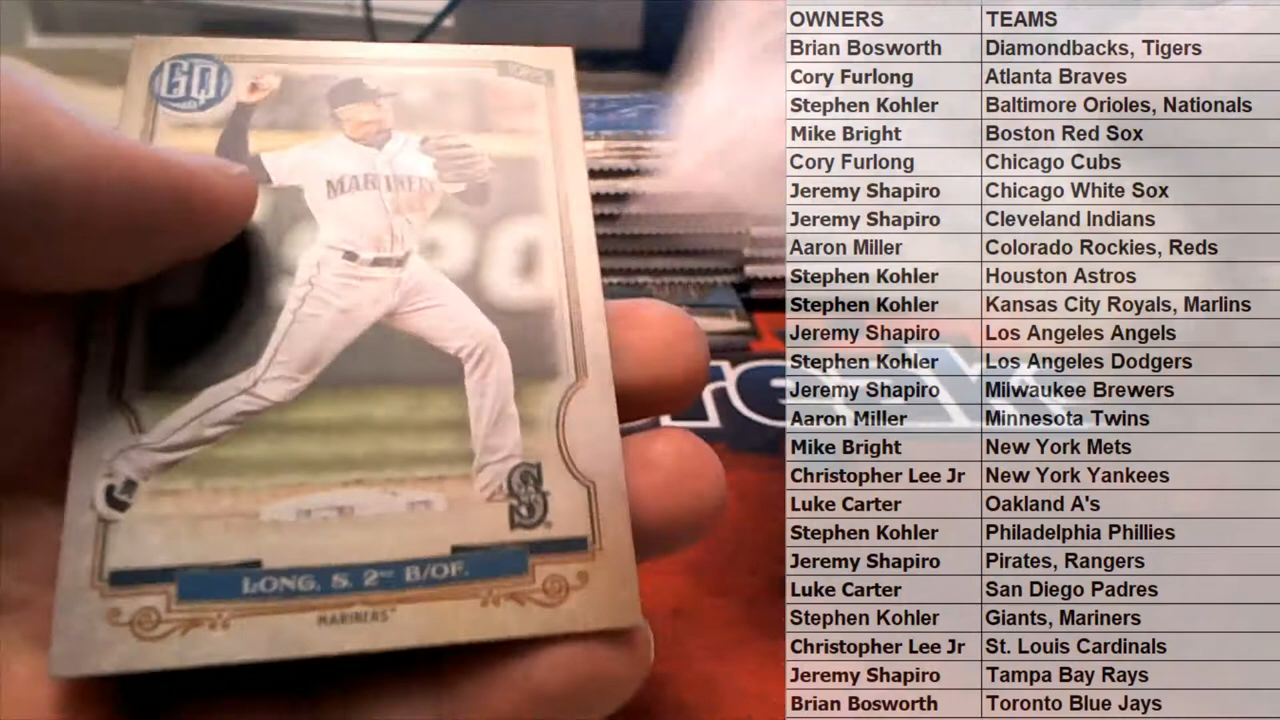 GQ
TOPPS
MARINERS
S
LONG, S. 2ND B/OF.
MARINERS™
OWNERS TEAMS
Brian Bosworth Diamondbacks, Tigers
Cory Furlong Atlanta Braves
Stephen Kohler Baltimore Orioles, Nationals
Mike Bright Boston Red Sox
Cory Furlong Chicago Cubs
Jeremy Shapiro Chicago White Sox
Jeremy Shapiro Cleveland Indians
Aaron Miller Colorado Rockies, Reds
Stephen Kohler Houston Astros
Stephen Kohler Kansas City Royals, Marlins
Jeremy Shapiro Los Angeles Angels
Stephen Kohler Los Angeles Dodgers
Jeremy Shapiro Milwaukee Brewers
Aaron Miller Minnesota Twins
Mike Bright New York Mets
Christopher Lee Jr New York Yankees
Luke Carter Oakland A's
Stephen Kohler Philadelphia Phillies
Jeremy Shapiro Pirates, Rangers
Luke Carter San Diego Padres
Stephen Kohler Giants, Mariners
Christopher Lee Jr St. Louis Cardinals
Jeremy Shapiro Tampa Bay Rays
Brian Bosworth Toronto Blue Jays